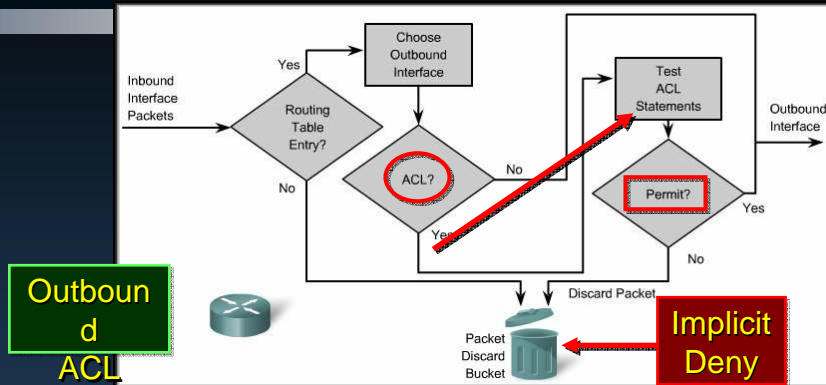 Inbound
Interface
Packets
Routing
Table
Entry?
Yes
No
Choose
Outbound
Interface
ACL?
No
Yes
Test
ACL
Statements
Permit?
Yes
No
Outbound
Interface
Discard Packet
Packet
Discard
Bucket
Outboun
d
ACL
Implicit
Deny